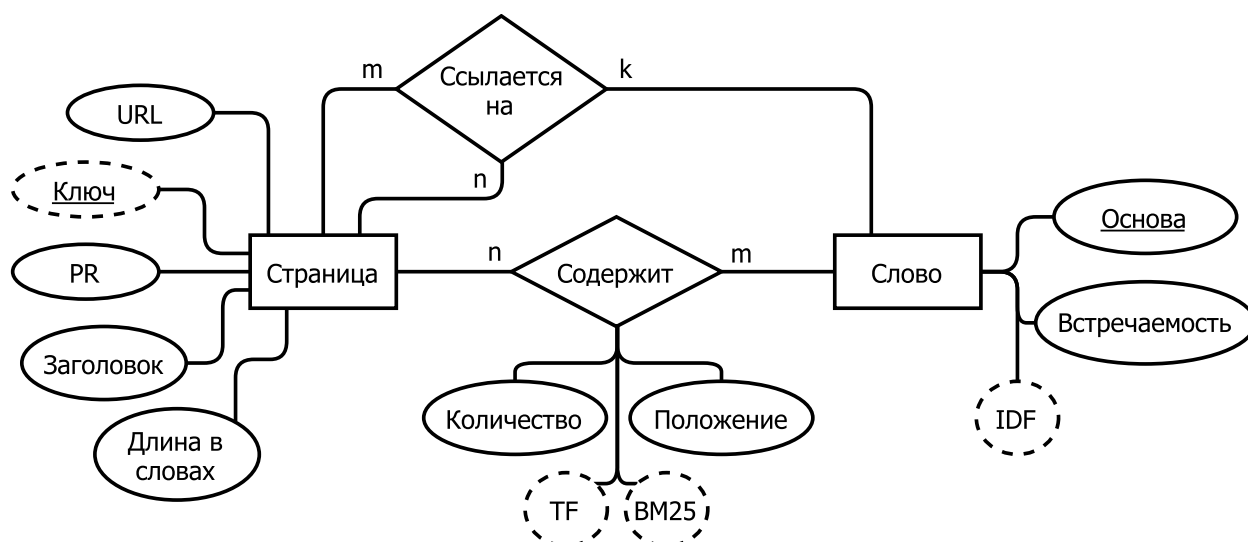 m
Ссылается
на
k
URL
n
Ключ
Основа
n
m
PR
Страница
Содержит
Слово
Встречаемость
Заголовок
Количество
Положение
IDF
Длина в
словах
TF
BM25